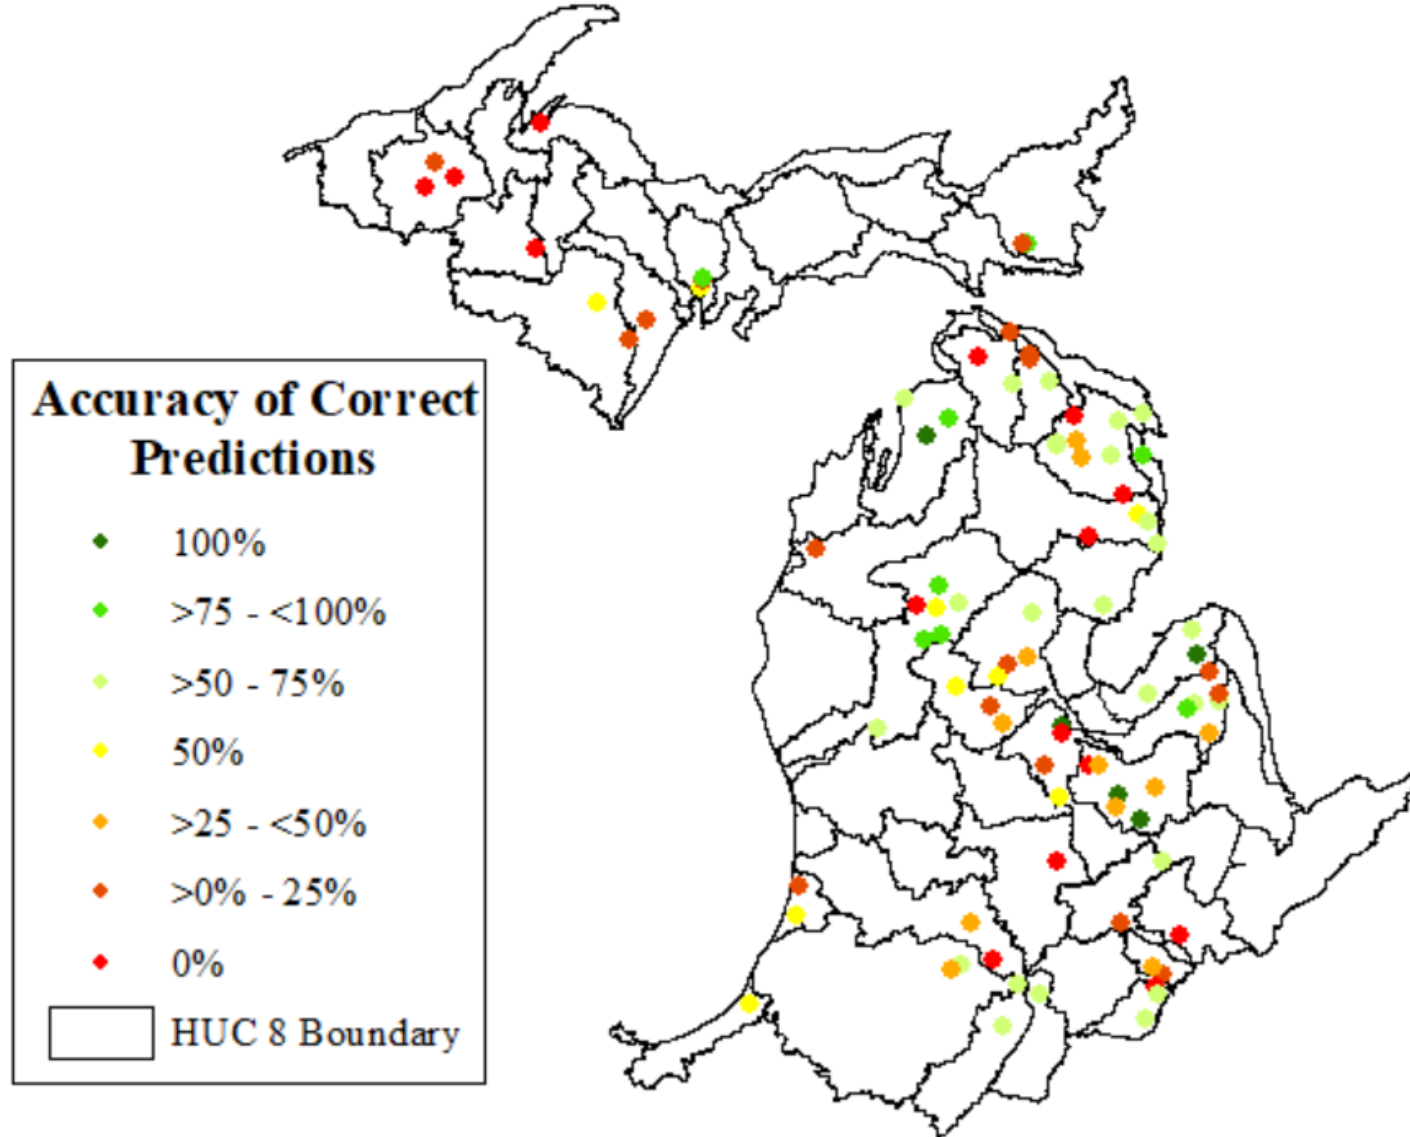 Accuracy of Correct
Predictions
100%
>75 - <100%
>50 - 75%
50%
>25 - <50%
>0% - 25%
0%
HUC 8 Boundary